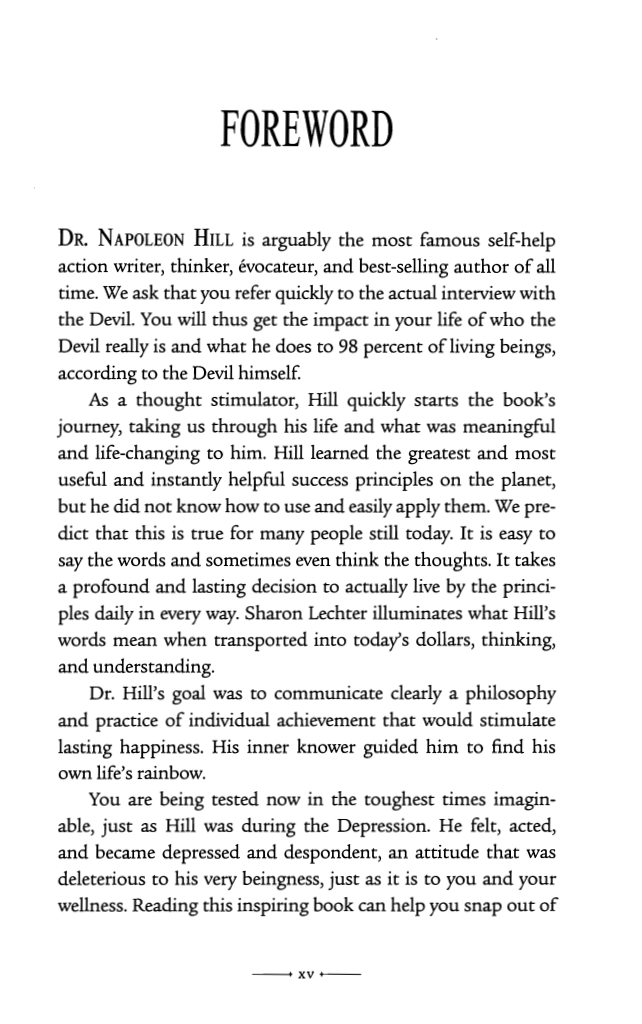 FOREWORD
DR. NAPOLEON HILL is arguably the most famous self-help
action writer, thinker, évocateur, and best-selling author of all
time. We ask that you refer quickly to the actual interview with
the Devil. You will thus get the impact in your life of who the
Devil really is and what he does to 98 percent of living beings,
according to the Devil himself.
As a thought stimulator, Hill quickly starts the book's
journey, taking us through his life and what was meaningful
and life-changing to him. Hill learned the greatest and most
useful and instantly helpful success principles on the planet,
but he did not know how to use and easily apply them. We pre-
dict that this is true for many people still today. It is easy to
say the words and sometimes even think the thoughts. It takes
a profound and lasting decision to actually live by the princi-
ples daily in every way. Sharon Lechter illuminates what Hill's
words mean when transported into today's dollars, thinking,
and understanding.
Dr. Hill's goal was to communicate clearly a philosophy
and practice of individual achievement that would stimulate
lasting happiness. His inner knower guided him to find his
own life's rainbow.
You are being tested now in the toughest times imagin-
able, just as Hill was during the Depression. He felt, acted,
and became depressed and despondent, an attitude that was
deleterious to his very beingness, just as it is to you and your
wellness. Reading this inspiring book can help you snap out of
xv